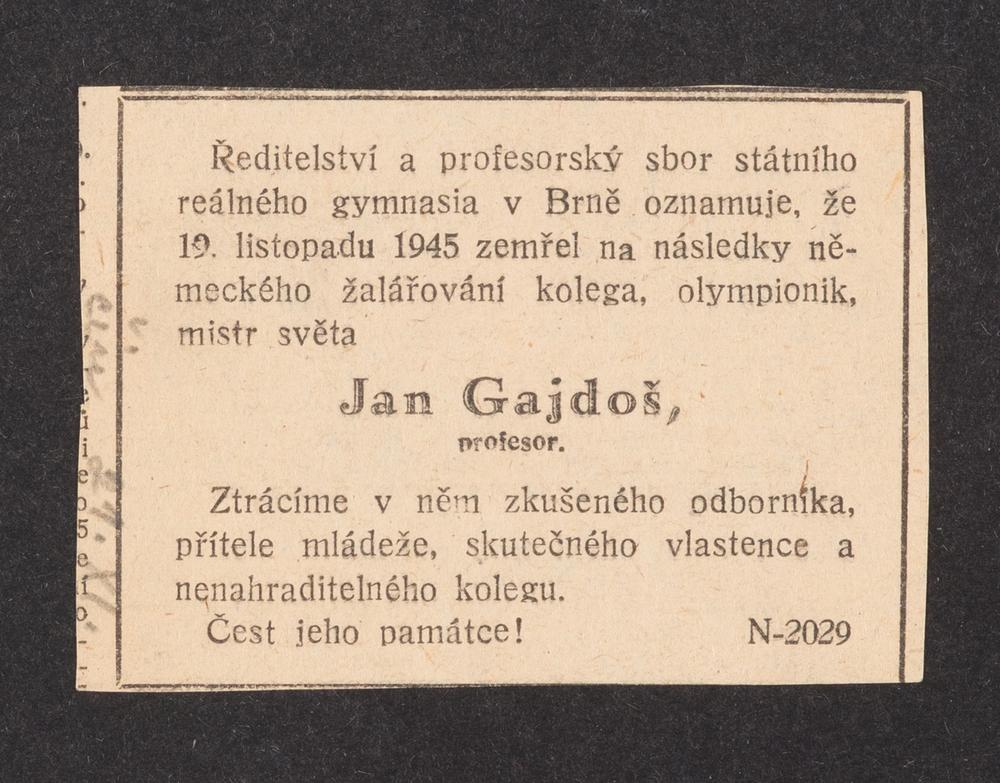 Ředitelství a profesorský sbor státního
reálného gymnasia v Brně oznamuje, že
19. listopadu 1945 zemřel na následky ně-
meckého žalářování kolega, olympionik,
mistr světa
Jan Gajdoš,
profesor.
Ztrácíme v něm zkušeného odborníka,
přítele mládeže, skutečného vlastence a
nenahraditelného kolegu.
Čest jeho památce! N-2029